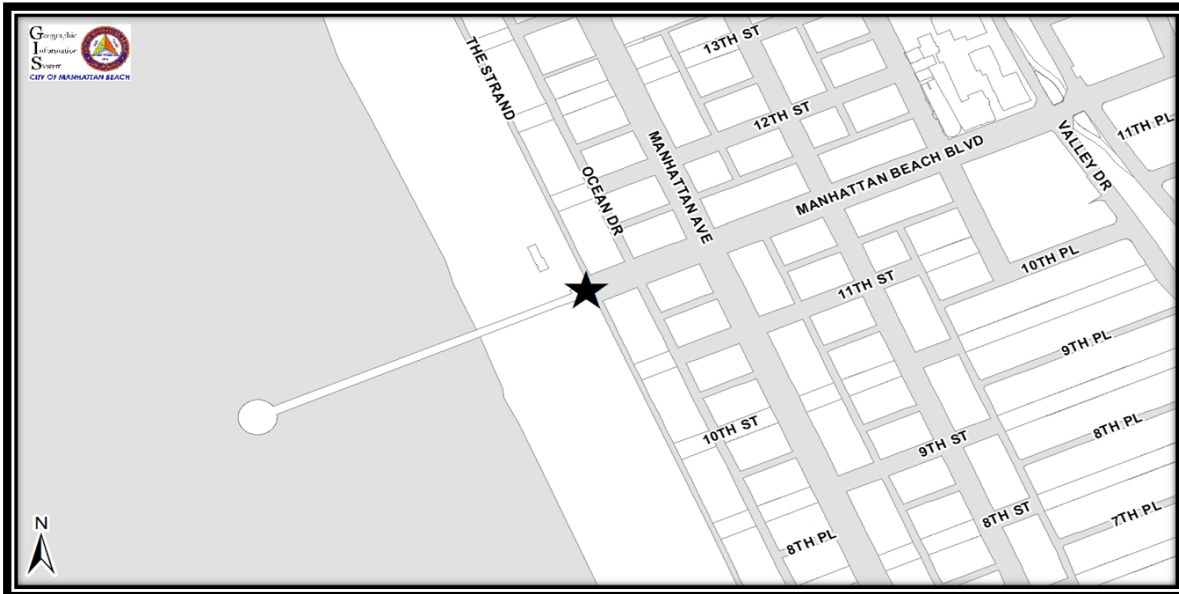 Geographic
Information
System
CITY OF MANHATTAN BEACH
13TH ST
THE STRAND
12TH ST
11TH PL
VALLEY DR
MANHATTAN AVE
MANHATTAN BEACH BLVD
OCEAN DR
10TH PL
11TH ST
9TH PL
10TH ST
8TH PL
9TH ST
8TH ST
7TH PL
8TH PL
N